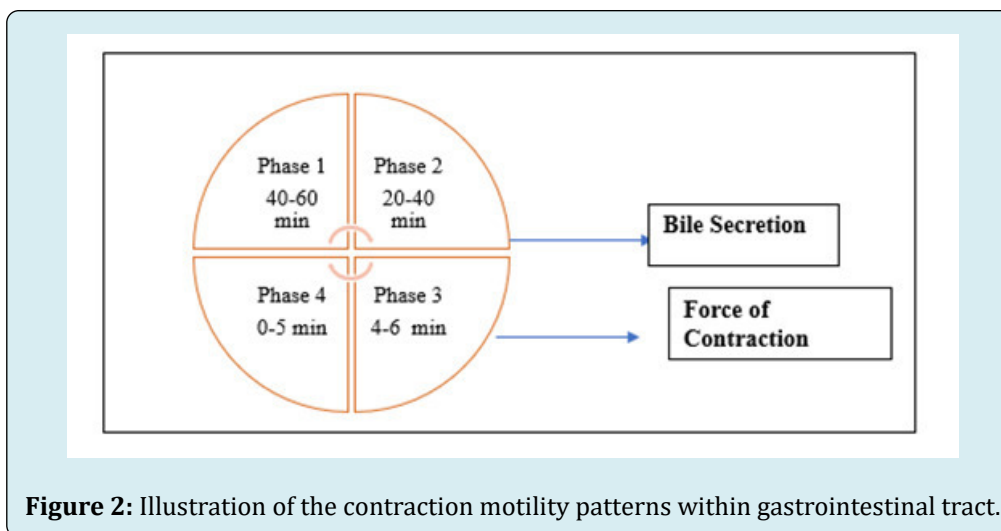 Phase 1
40-60
min
Phase 2
20-40
min
Bile Secretion
Phase 4
0-5 min
Phase 3
4-6 min
Force of
Contraction
Figure 2: Illustration of the contraction motility patterns within gastrointestinal tract.